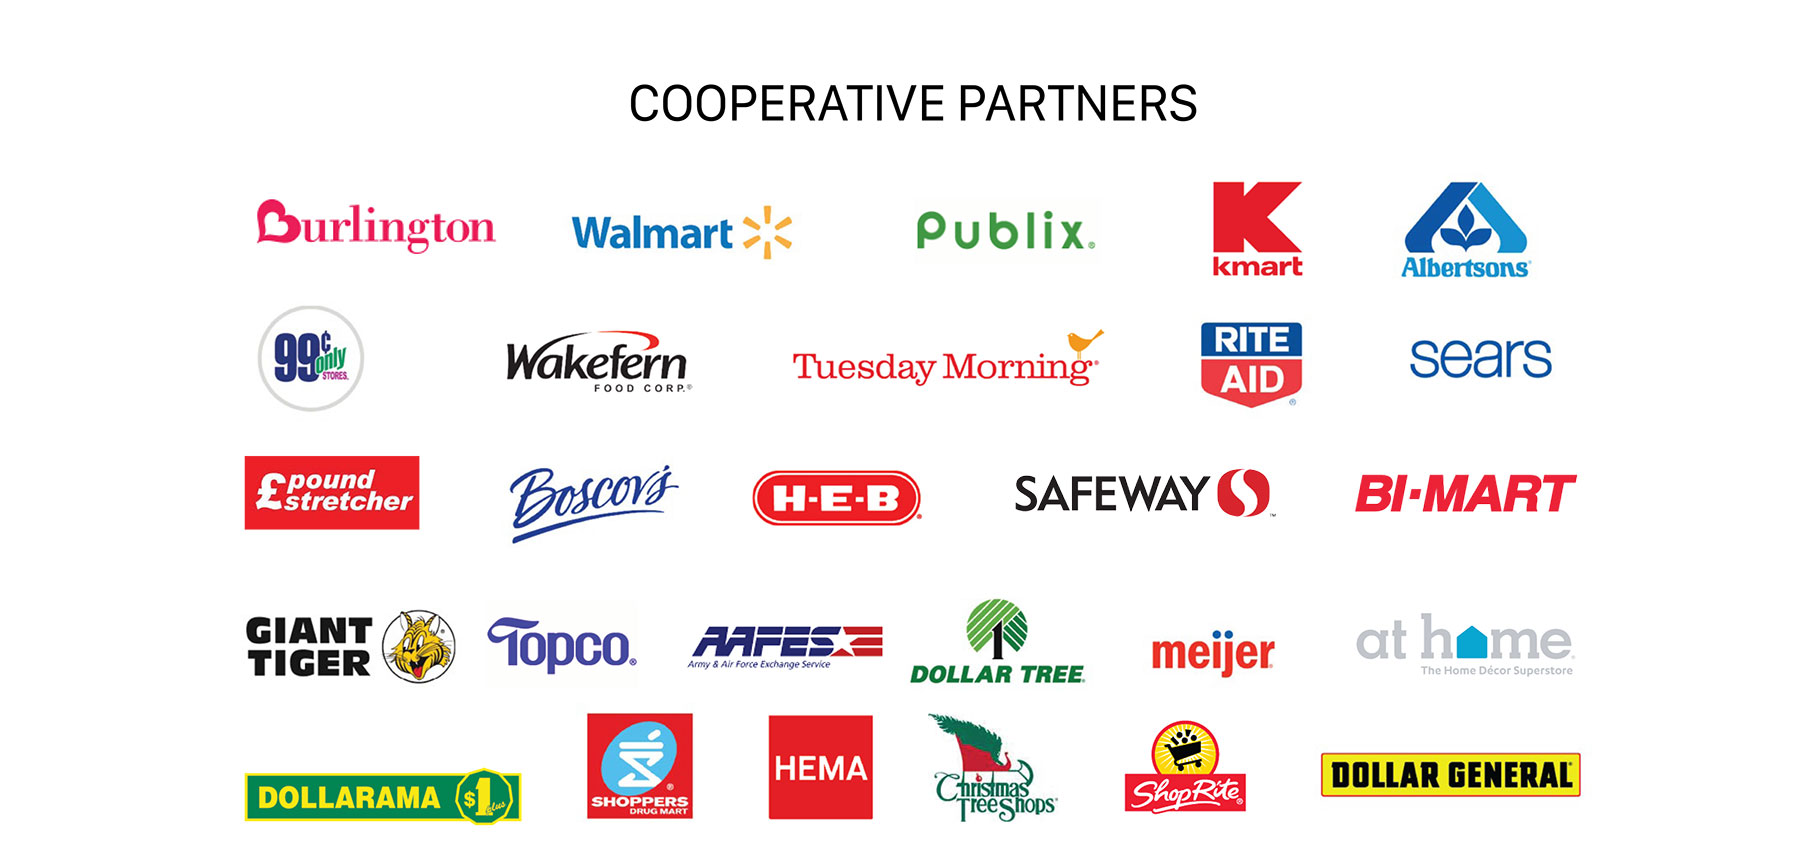 COOPERATIVE PARTNERS
Burlington
Walmart
Publix®
kmart
Albertsons®
99¢
only
STORES.
Wakefern
FOOD CORP.®
Tuesday Morning®
RITE
AID
®
sears
£pound
stretcher
Boscov's
H-E-B®
SAFEWAY™
BI-MART
GIANT
TIGER
®
Topco®
AAFES
Army & Air Force Exchange Service
1
DOLLAR TREE
meijer
at home
The Home Décor Superstore
DOLLARAMA $1plus
SHOPPERS®
DRUG MART
HEMA
Christmas
Tree Shops®
ShopRite®
DOLLAR GENERAL